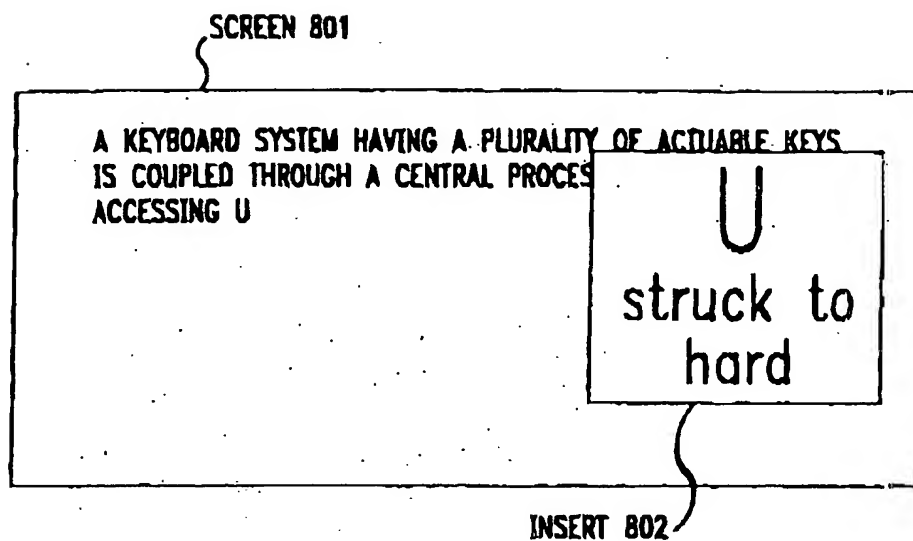 SCREEN 801
A KEYBOARD SYSTEM HAVING A PLURALITY OF ACTUABLE KEYS
IS COUPLED THROUGH A CENTRAL PROCES
ACCESSING U
U
struck to
hard
INSERT 802